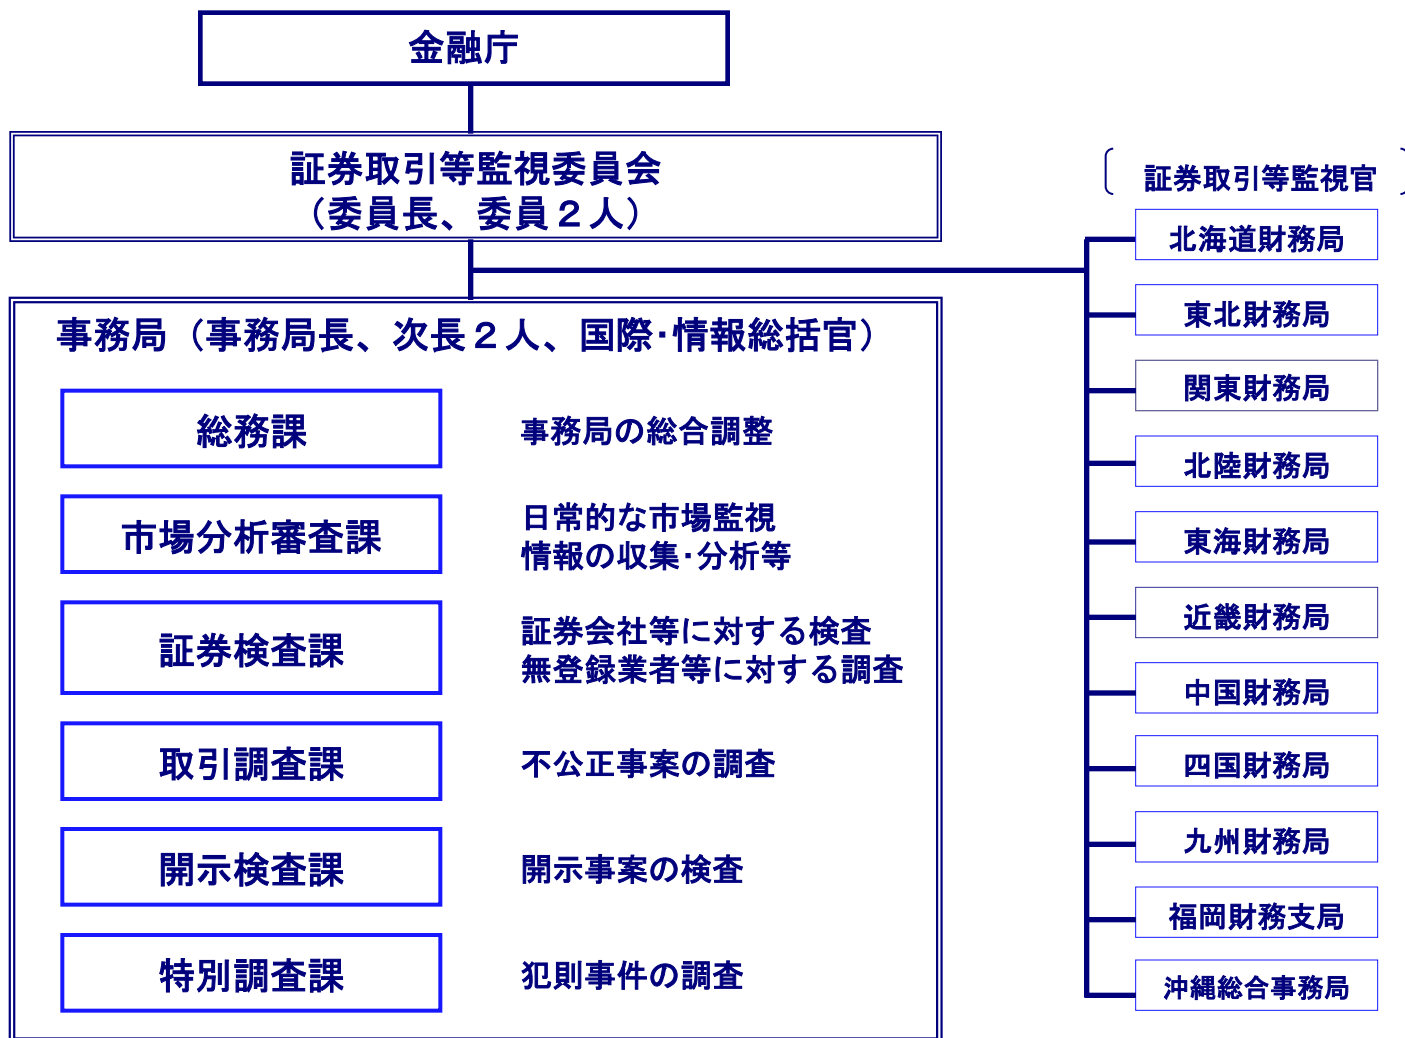 金融庁
証券取引等監視委員会
（委員長、委員２人）
事務局（事務局長、次長２人、国際・情報総括官）
総務課
事務局の総合調整
市場分析審査課
日常的な市場監視
情報の収集・分析等
証券検査課
証券会社等に対する検査
無登録業者等に対する調査
取引調査課
不公正事案の調査
開示検査課
開示事案の検査
特別調査課
犯則事件の調査
〔 証券取引等監視官 〕
北海道財務局
東北財務局
関東財務局
北陸財務局
東海財務局
近畿財務局
中国財務局
四国財務局
九州財務局
福岡財務支局
沖縄総合事務局